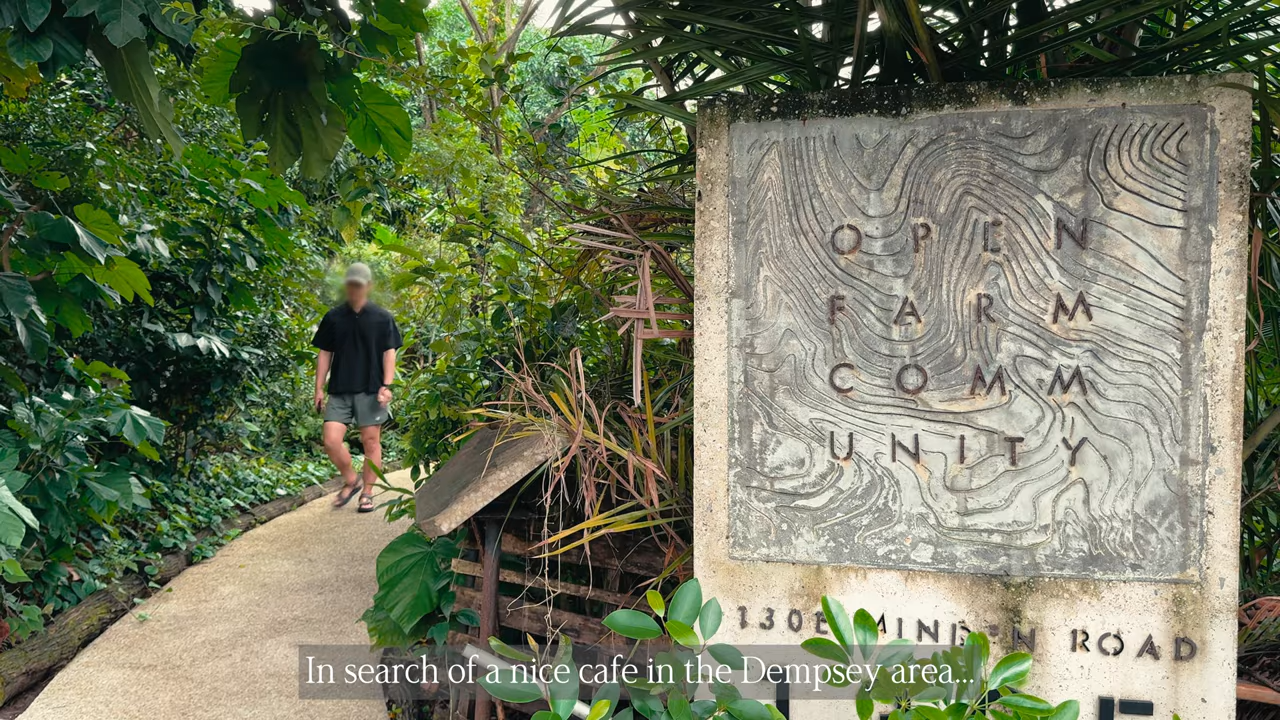 OPEN
FARM
COMM
UNITY
130E MINDEN ROAD
In search of a nice cafe in the Dempsey area...